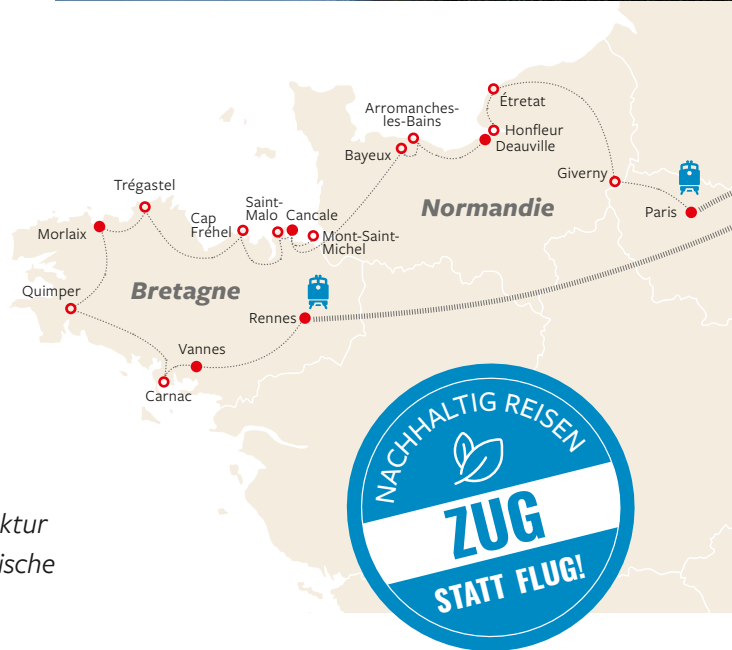 Étretat
Arromanches-
les-Bains
Honfleur
Deauville
Bayeux
Giverny
Trégastel
Saint-
Malo
Cancale
Normandie
Paris
Cap
Fréhel
Morlaix
Mont-Saint-
Michel
Quimper
Bretagne
Rennes
Vannes
Carnac
NACHHALTIG REISEN
ZUG
STATT FLUG!
ktur
ische